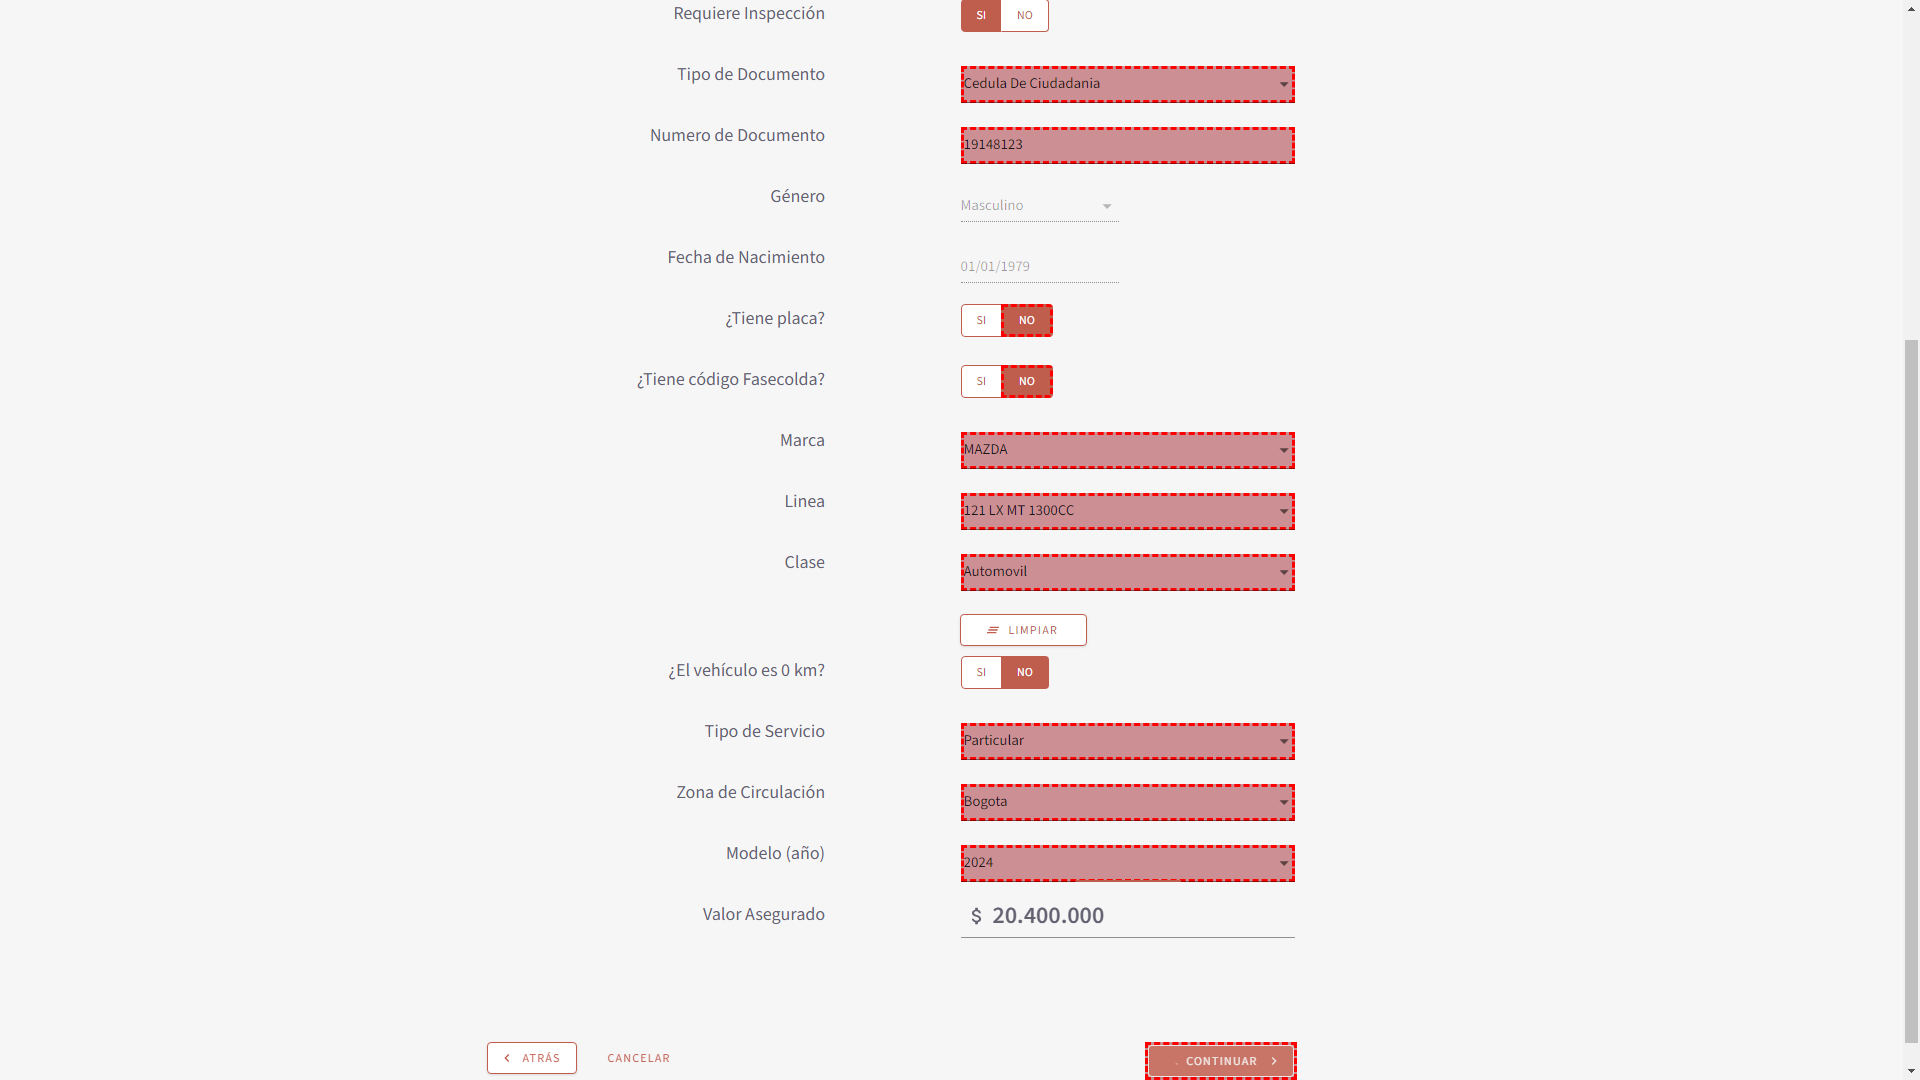 Requiere Inspección
SI NO
Tipo de Documento
Cedula De Ciudadania
Numero de Documento
19148123
Género
Masculino
Fecha de Nacimiento
01/01/1979
¿Tiene placa?
SI NO
¿Tiene código Fasecolda?
SI NO
Marca
MAZDA
Linea
121 LX MT 1300CC
Clase
Automovil
LIMPIAR
¿El vehículo es 0 km?
SI NO
Tipo de Servicio
Particular
Zona de Circulación
Bogota
Modelo (año)
2024
Valor Asegurado
$ 20.400.000
ATRÁS
CANCELAR
CONTINUAR